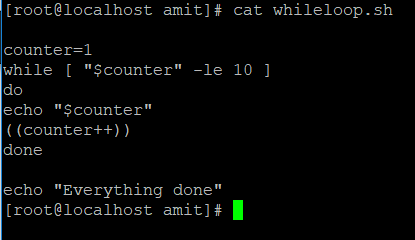 [root@localhost amit]# cat whileloop.sh
counter=1
while [ "$counter" -le 10 ]
do
echo "$counter"
((counter++))
done
echo "Everything done"
[root@localhost amit]#